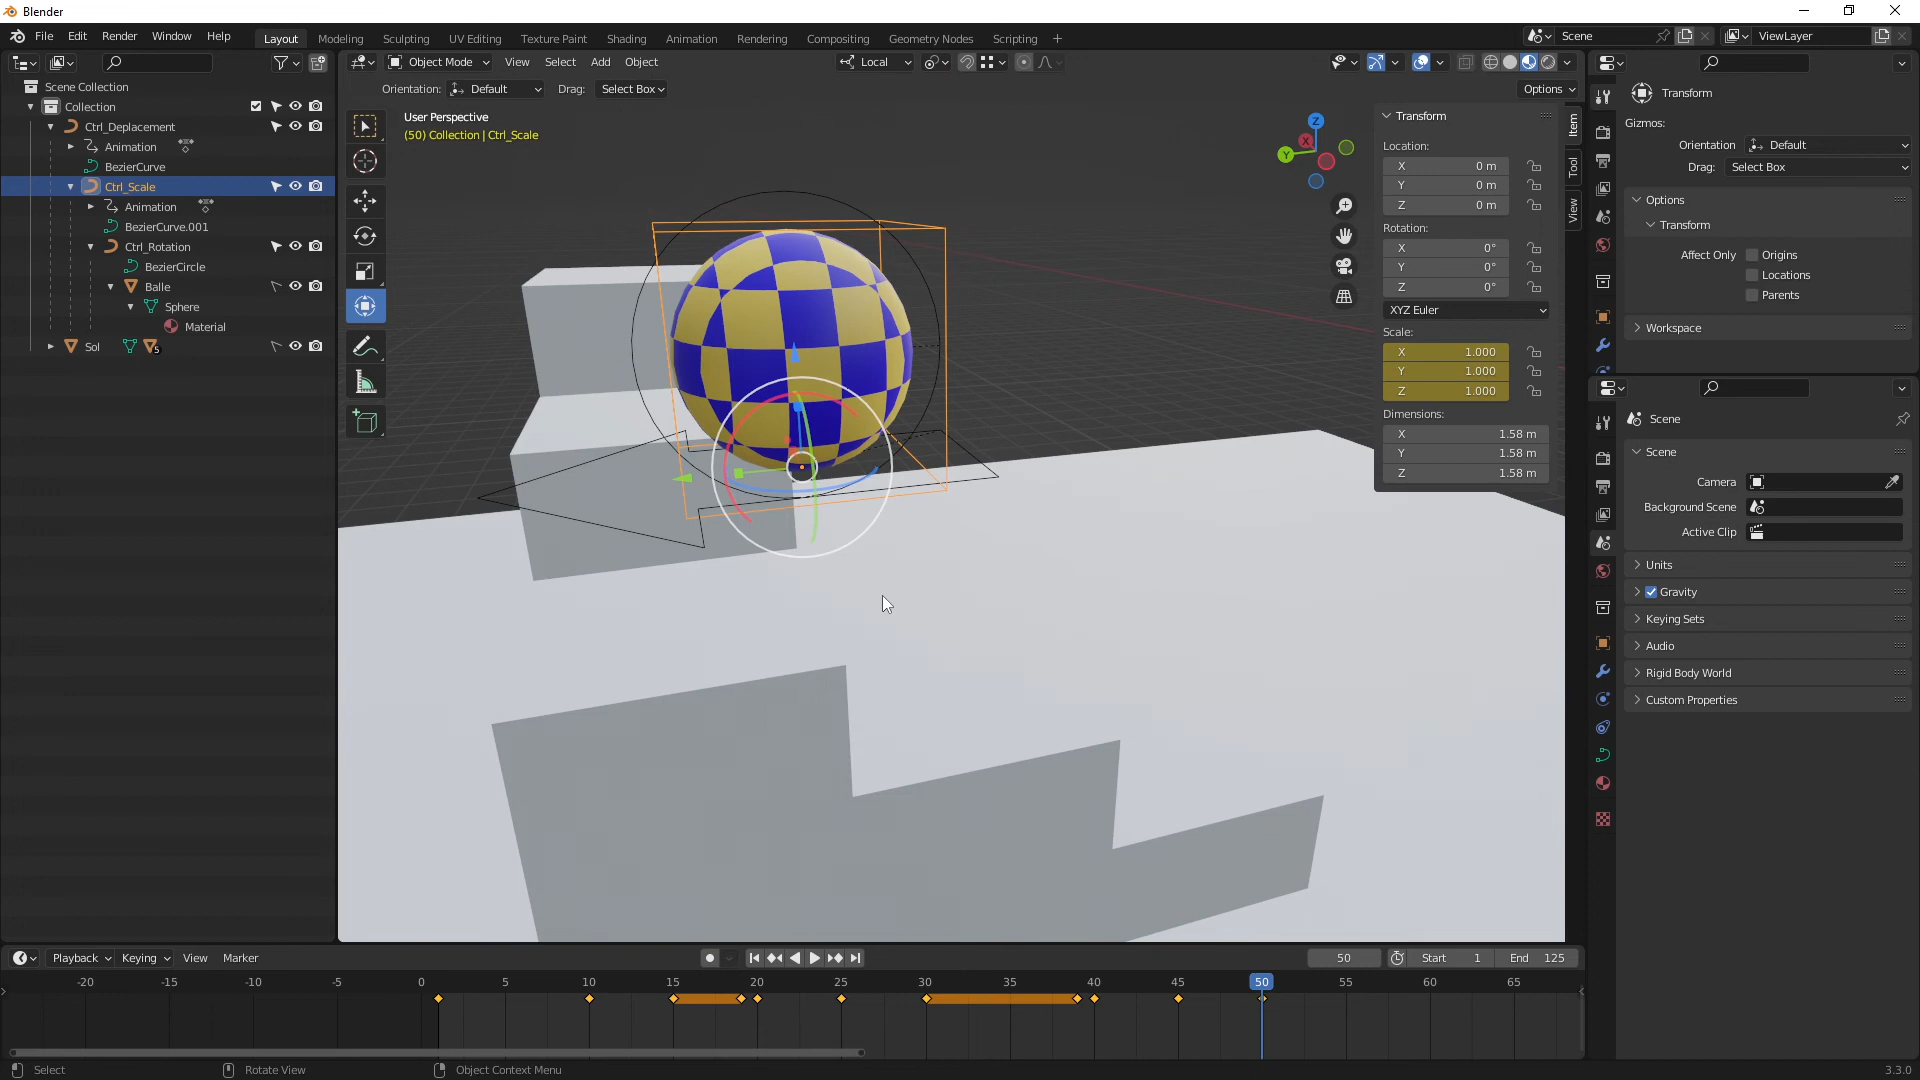 Blender
File Edit Render Window Help
Layout Modeling Sculpting UV Editing Texture Paint Shading Animation Rendering Compositing Geometry Nodes Scripting +
Scene
ViewLayer
Object Mode View Select Add Object
Local
Orientation: Default Drag: Select Box
Options
Scene Collection
Collection
Ctrl_Deplacement
Animation
BezierCurve
Ctrl_Scale
Animation
BezierCurve.001
Ctrl_Rotation
BezierCircle
Balle
Sphere
Material
Sol 5
User Perspective
(50) Collection | Ctrl_Scale
Z
X
Y
Transform
Location:
X 0 m
Y 0 m
Z 0 m
Rotation:
X 0°
Y 0°
Z 0°
XYZ Euler
Scale:
X 1.000
Y 1.000
Z 1.000
Dimensions:
X 1.58 m
Y 1.58 m
Z 1.58 m
Item
Tool
View
Transform
Gizmos:
Orientation Default
Drag: Select Box
Options
Transform
Affect Only Origins
Locations
Parents
Workspace
Scene
Scene
Camera
Background Scene
Active Clip
Units
Gravity
Keying Sets
Audio
Rigid Body World
Custom Properties
Playback Keying View Marker
50 Start 1 End 125
-20 -15 -10 -5 0 5 10 15 20 25 30 35 40 45 50 55 60 65
Select Rotate View Object Context Menu 3.3.0